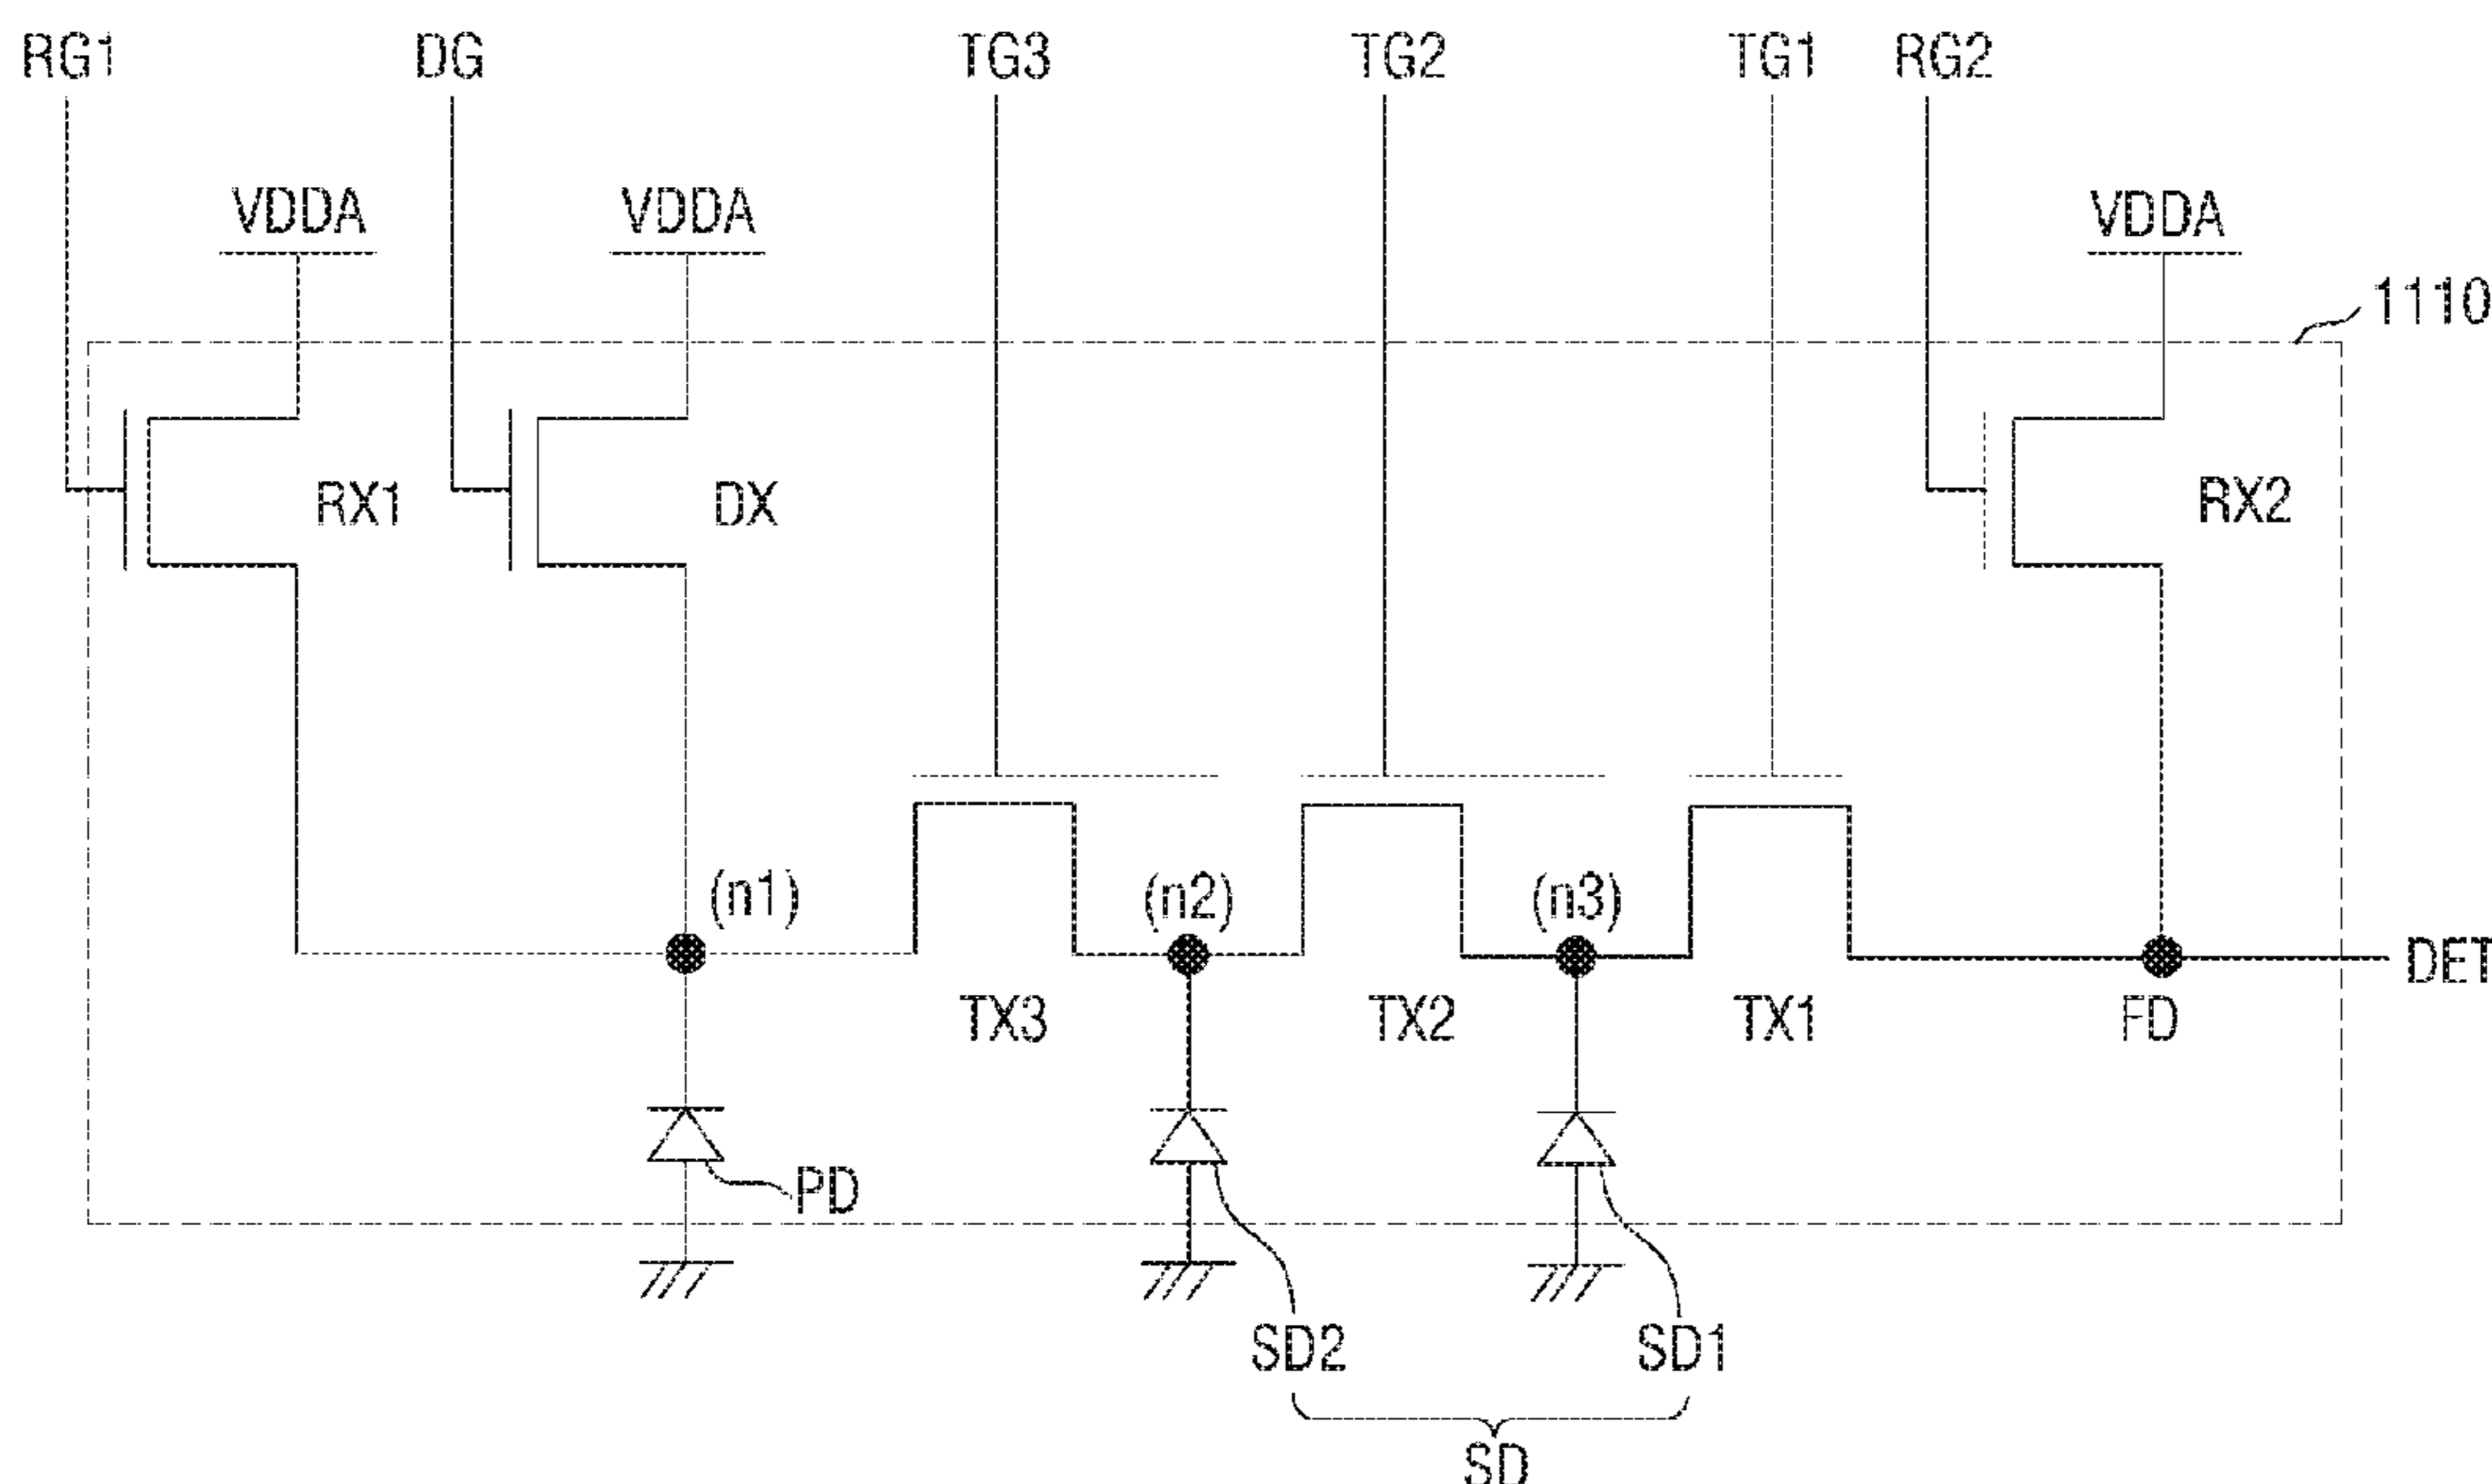 RG1 DG TG3 TG2 TG1 RG2
VDDA VDDA VDDA
1110
RX1 DX RX2
(n1) (n2) (n3)
DET
TX3 TX2 TX1 FD
PD
SD2 SD1
SD